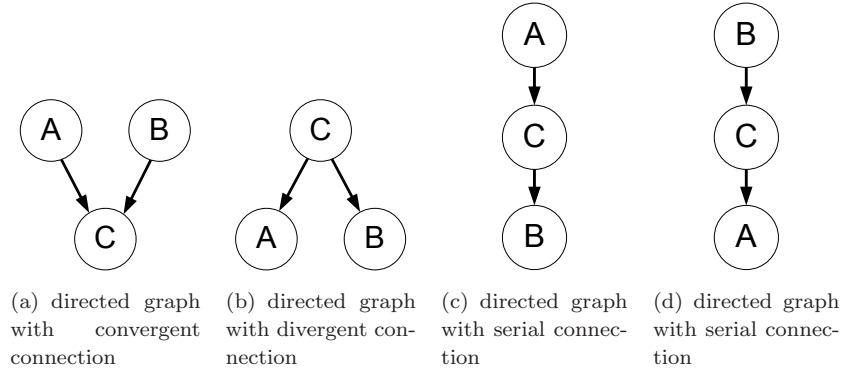 A
B
C
C
A
B
A
C
B
B
C
A
(a) directed graph
with convergent
connection
(b) directed graph
with divergent con-
nection
(c) directed graph
with serial connec-
tion
(d) directed graph
with serial connec-
tion